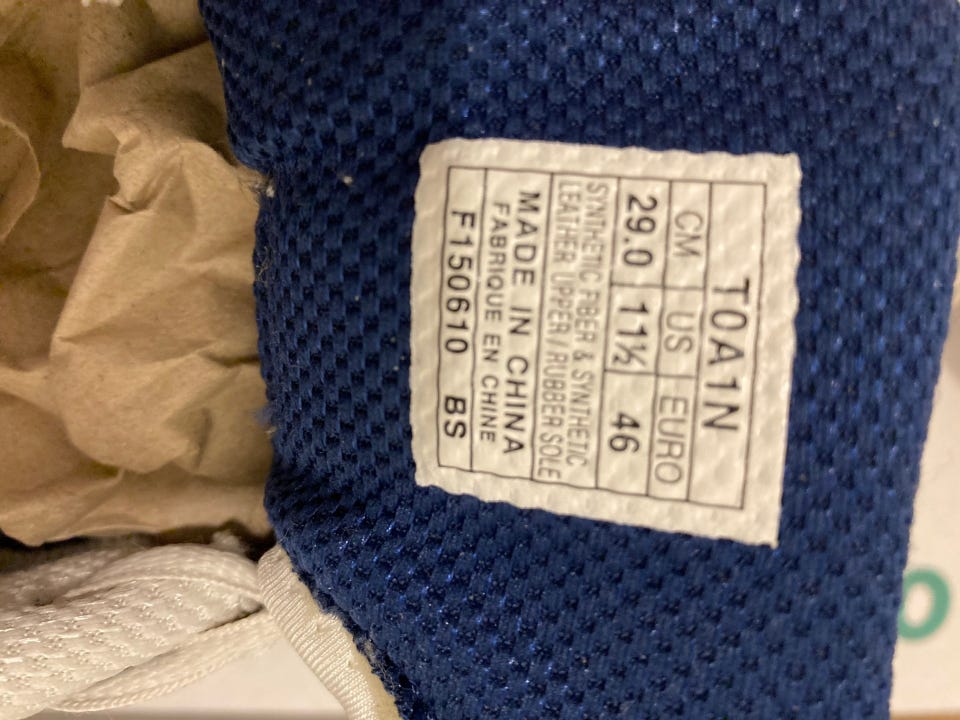 T0A1N
CM US EURO
29.0 11½ 46
SYNTHETIC FIBER & SYNTHETIC
LEATHER UPPER / RUBBER SOLE
MADE IN CHINA
FABRIQUE EN CHINE
F150610 BS